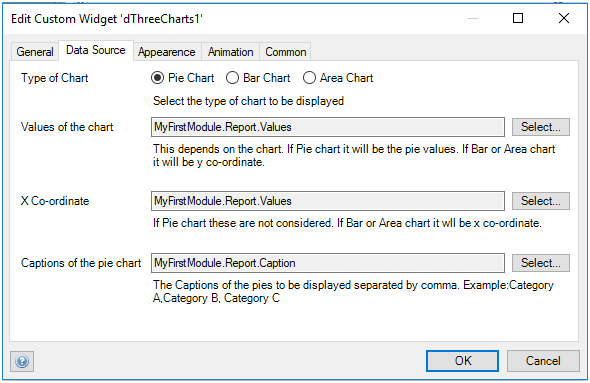 Edit Custom Widget 'dThreeCharts1'
General Data Source Appearence Animation Common
Type of Chart Pie Chart Bar Chart Area Chart
Select the type of chart to be displayed
Values of the chart MyFirstModule.Report.Values Select...
This depends on the chart. If Pie chart it will be the pie values. If Bar or Area chart
it will be y co-ordinate.
X Co-ordinate MyFirstModule.Report.Values Select...
If Pie chart these are not considered. If Bar or Area chart it wlll be x co-ordinate.
Captions of the pie chart MyFirstModule.Report.Caption Select...
The Captions of the pies to be displayed separated by comma. Example:Category
A,Category B, Category C
? OK Cancel